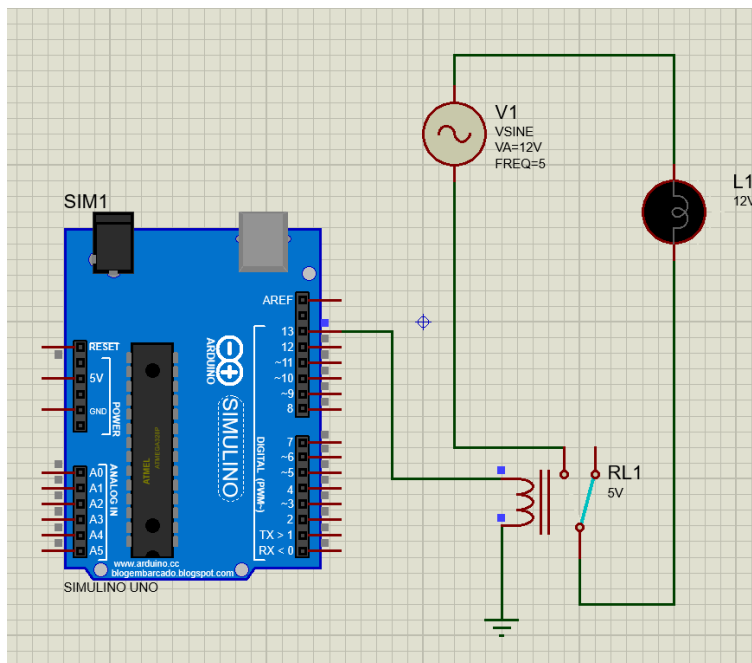 V1
VSINE
VA=12V
FREQ=5
L1
12V
SIM1
AREF
13
12
~11
~10
~9
8
RESET
5V
GND
POWER
ARDUINO
SIMULINO
ATMEL
ATMEGA328P
DIGITAL (PWM~)
7
~6
~5
4
~3
2
TX > 1
RX < 0
ANALOG IN
A0
A1
A2
A3
A4
A5
www.arduino.cc
blogembarcado.blogspot.com
SIMULINO UNO
RL1
5V